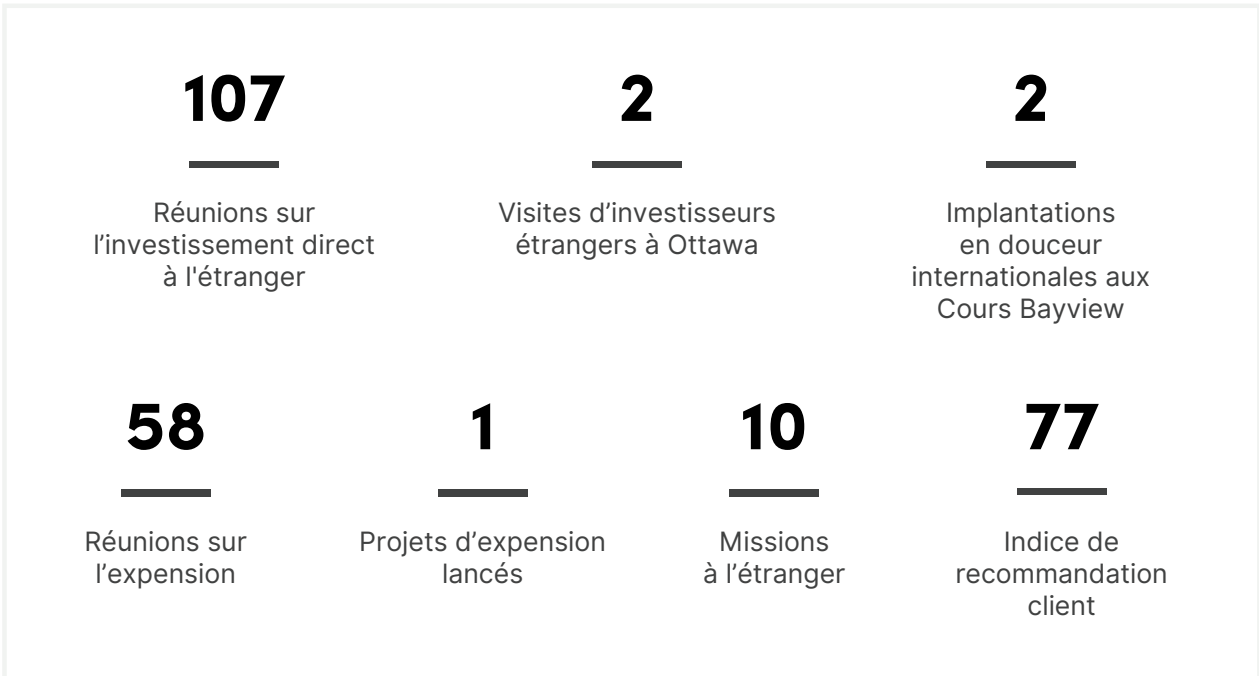 107
Réunions sur
l’investissement direct
à l'étranger
2
Visites d’investisseurs
étrangers à Ottawa
2
Implantations
en douceur
internationales aux
Cours Bayview
58
Réunions sur
l’expension
1
Projets d’expension
lancés
10
Missions
à l’étranger
77
Indice de
recommandation
client